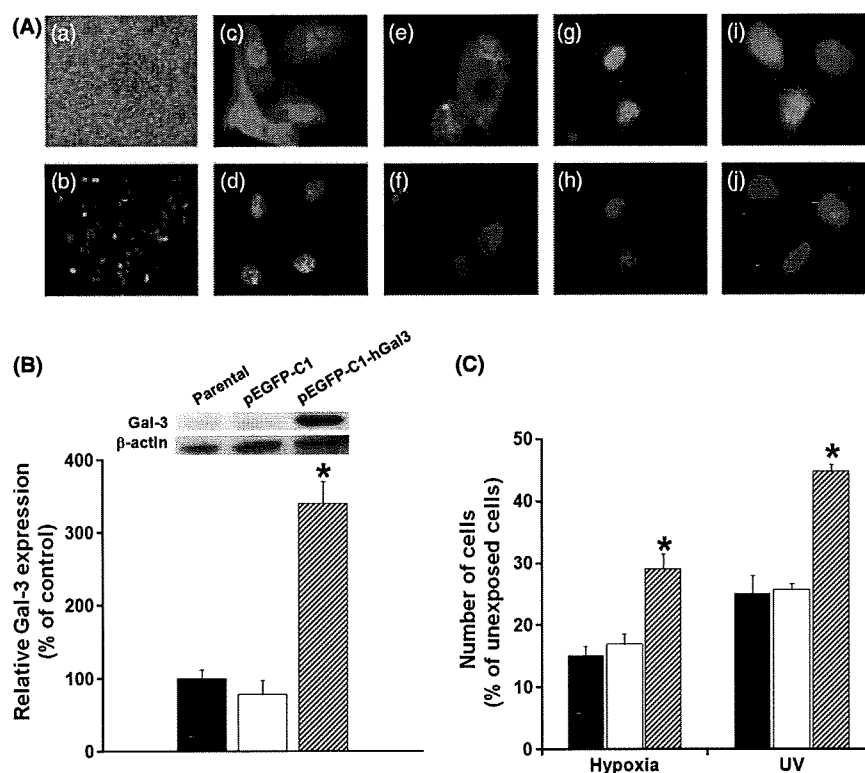 (A)
(a)
(c)
(e)
(g)
(i)
(b)
(d)
(f)
(h)
(j)
(B)
Parental
pEGFP-C1
pEGFP-C1-hGal3
Gal-3
β-actin
400
300
200
100
0
*
Relative Gal-3 expression
(% of control)
(C)
50
40
30
20
10
0
*
*
Number of cells
(% of unexposed cells)
Hypoxia
UV